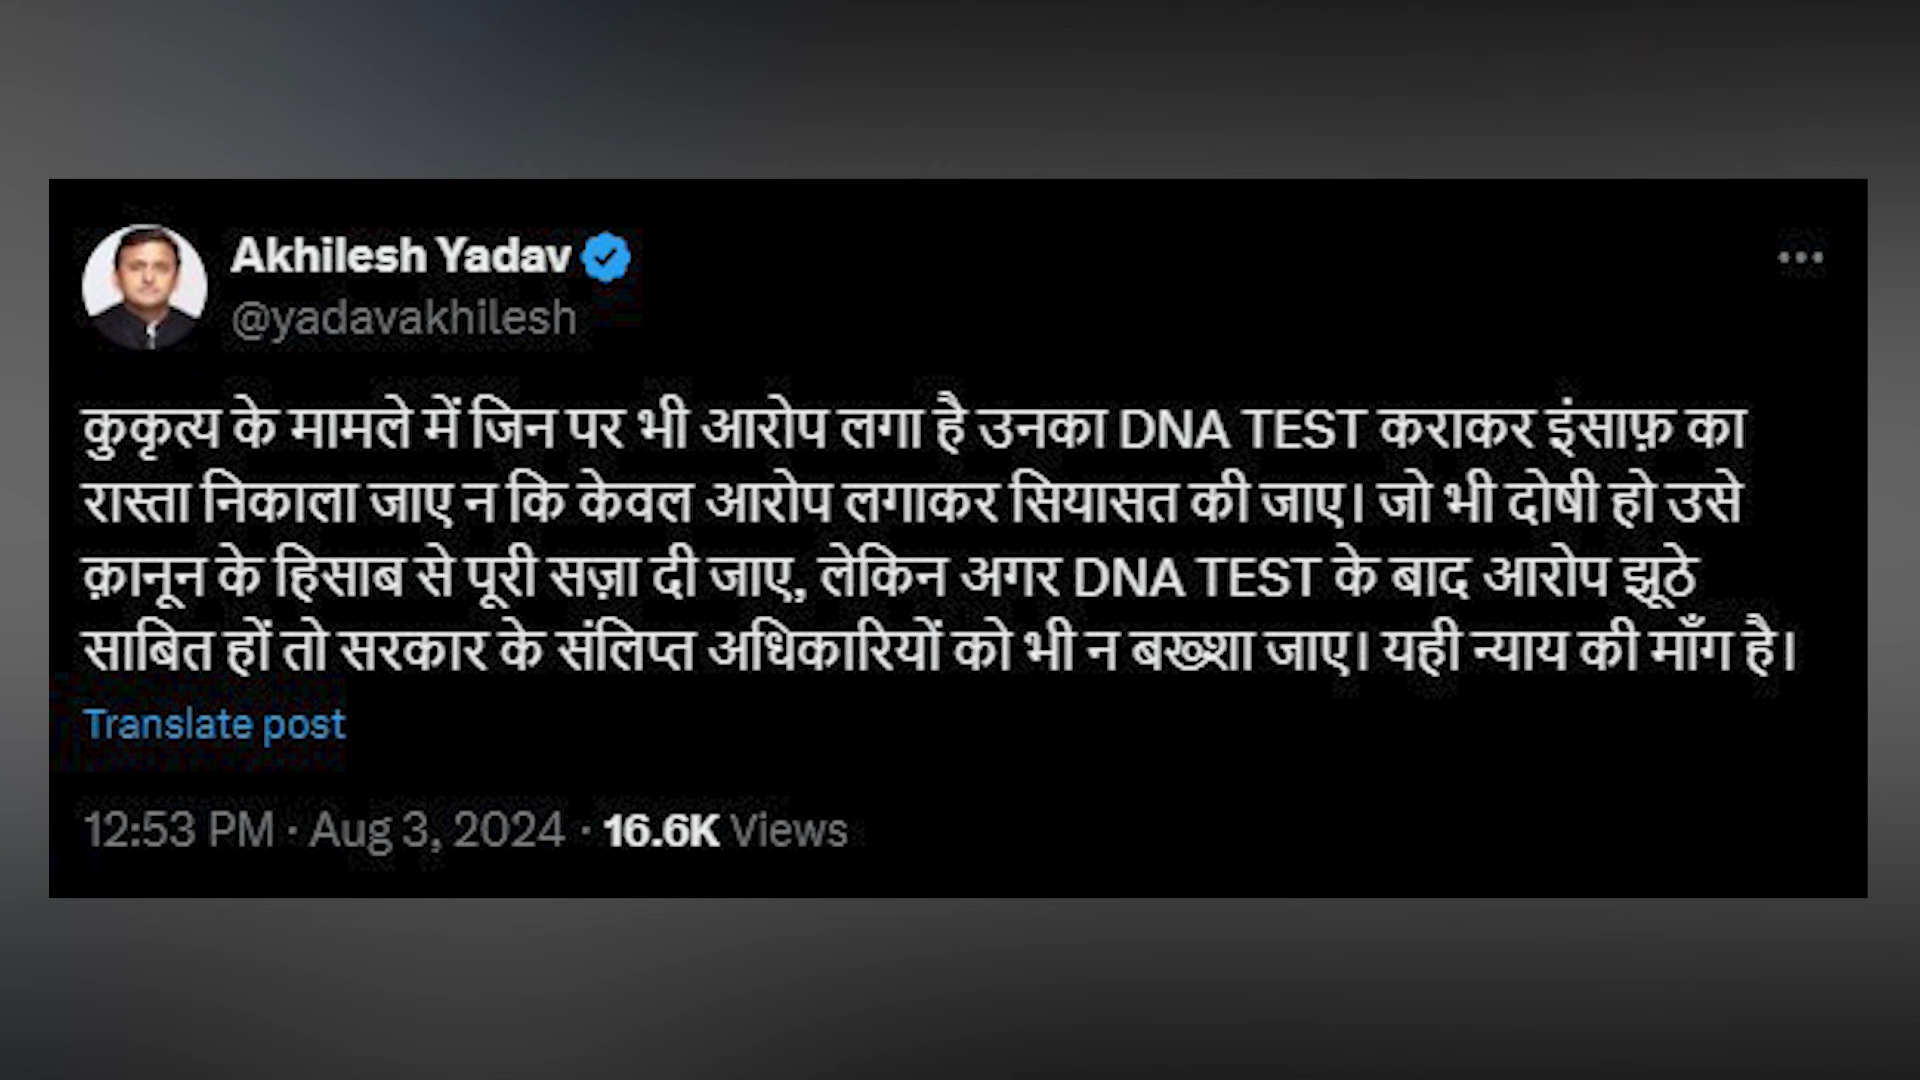 Akhilesh Yadav
@yadavakhilesh
कुकृत्य के मामले में जिन पर भी आरोप लगा है उनका DNA TEST कराकर इंसाफ़ का
रास्ता निकाला जाए न कि केवल आरोप लगाकर सियासत की जाए। जो भी दोषी हो उसे
क़ानून के हिसाब से पूरी सज़ा दी जाए, लेकिन अगर DNA TEST के बाद आरोप झूठे
साबित हों तो सरकार के संलिप्त अधिकारियों को भी न बख़्शा जाए। यही न्याय की माँग है।
Translate post
12:53 PM · Aug 3, 2024 · 16.6K Views